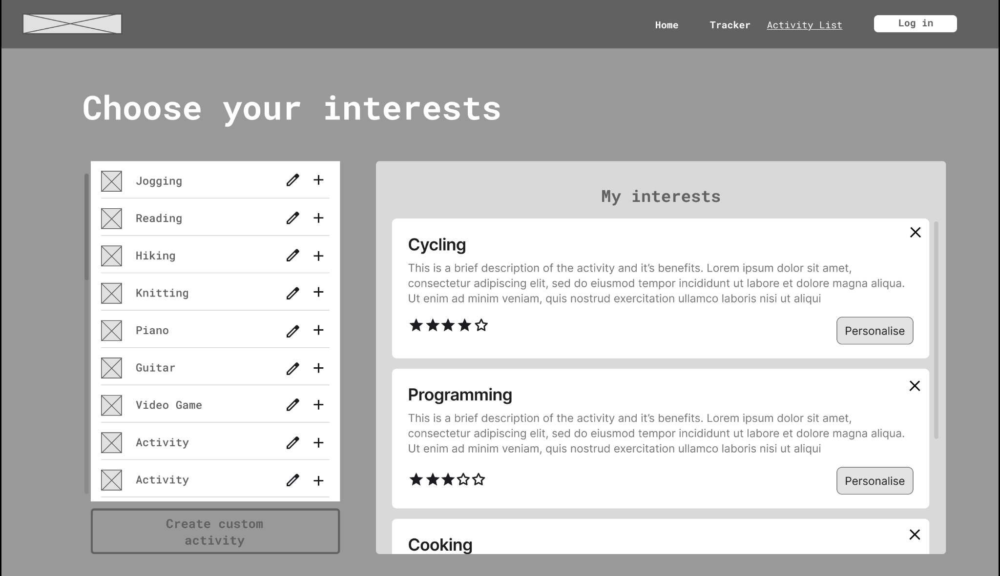 Home Tracker Activity List Log in
Choose your interests
Jogging
Reading
Hiking
Knitting
Piano
Guitar
Video Game
Activity
Activity
Create custom
activity
My interests
Cycling
This is a brief description of the activity and it’s benefits. Lorem ipsum dolor sit amet,
consectetur adipiscing elit, sed do eiusmod tempor incididunt ut labore et dolore magna aliqua.
Ut enim ad minim veniam, quis nostrud exercitation ullamco laboris nisi ut aliqui
Personalise
Programming
This is a brief description of the activity and it’s benefits. Lorem ipsum dolor sit amet,
consectetur adipiscing elit, sed do eiusmod tempor incididunt ut labore et dolore magna aliqua.
Ut enim ad minim veniam, quis nostrud exercitation ullamco laboris nisi ut aliqui
Personalise
Cooking